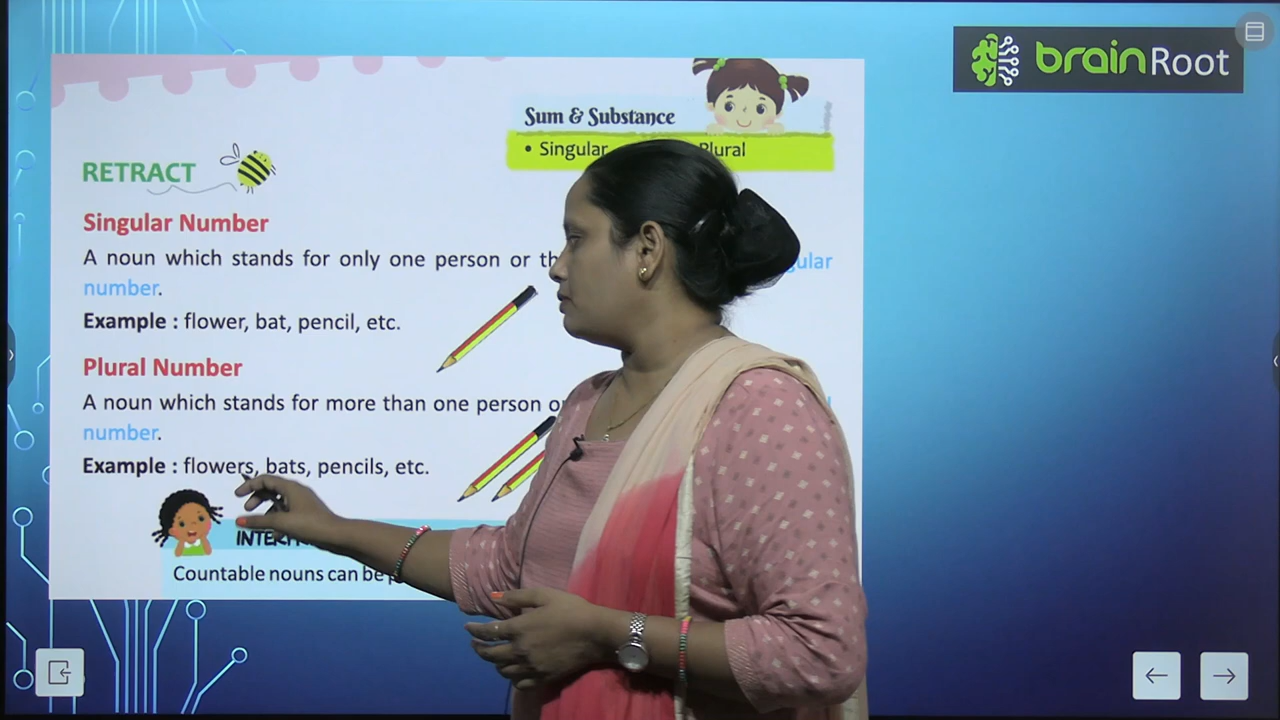 brainRoot
Sum & Substance
• Singular Plural
RETRACT
Singular Number
A noun which stands for only one person or
number.
Example : flower, bat, pencil, etc.
Plural Number
A noun which stands for more than one person
number.
Example : flowers, bats, pencils, etc.
Countable nouns can be